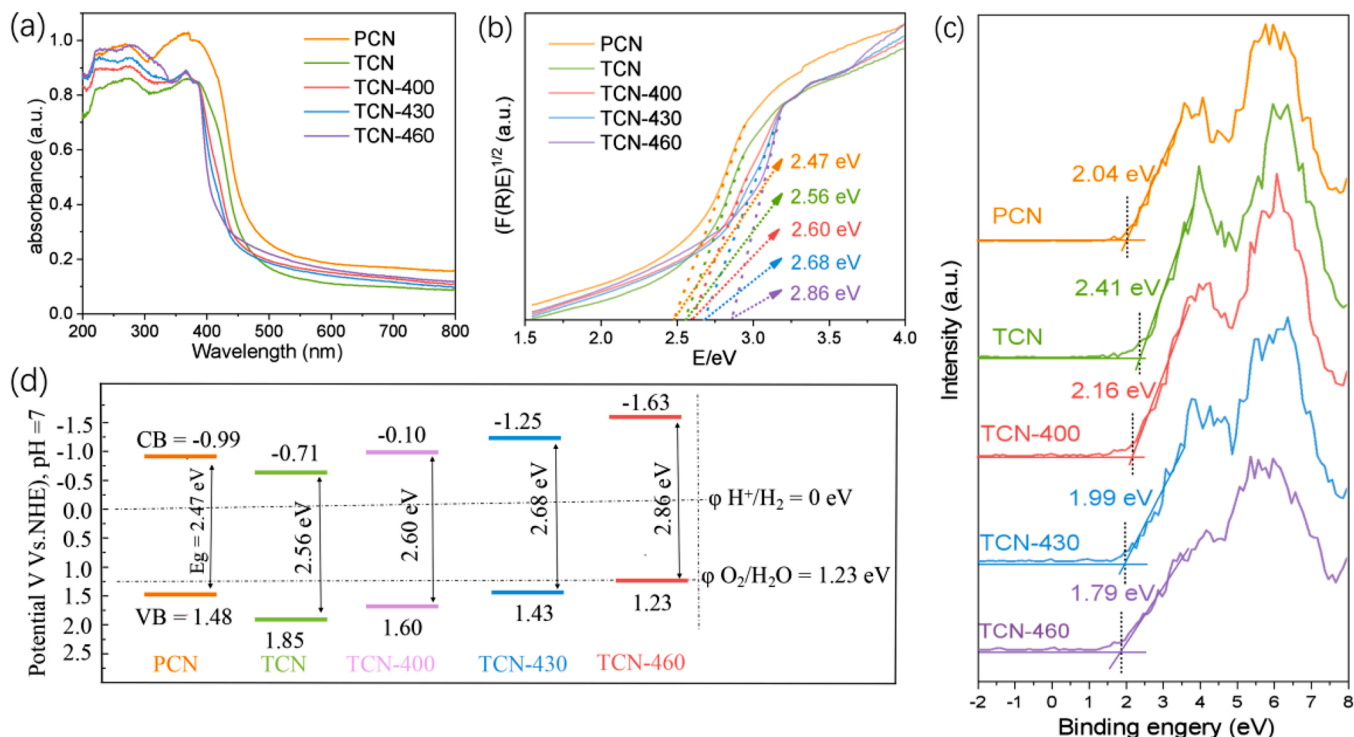 (a)
absorbance (a.u.)
1.0
0.8
0.6
0.4
0.2
0.0
PCN
TCN
TCN-400
TCN-430
TCN-460
200 300 400 500 600 700 800
Wavelength (nm)
(b)
(F(R)E)^1/2 (a.u.)
PCN
TCN
TCN-400
TCN-430
TCN-460
2.47 eV
2.56 eV
2.60 eV
2.68 eV
2.86 eV
1.5 2.0 2.5 3.0 3.5 4.0
E/eV
(c)
Intensity (a.u.)
2.04 eV
PCN
2.41 eV
TCN
2.16 eV
TCN-400
1.99 eV
TCN-430
1.79 eV
TCN-460
-2 -1 0 1 2 3 4 5 6 7 8
Binding engery (eV)
(d)
Potential V Vs.NHE), pH =7
-1.5
-1.0
-0.5
0.0
0.5
1.0
1.5
2.0
2.5
CB = -0.99
-0.71
-0.10
-1.25
-1.63
Eg = 2.47 eV
2.56 eV
2.60 eV
2.68 eV
2.86 eV
φ H⁺/H₂ = 0 eV
φ O₂/H₂O = 1.23 eV
VB = 1.48
1.85
1.60
1.43
1.23
PCN
TCN
TCN-400
TCN-430
TCN-460